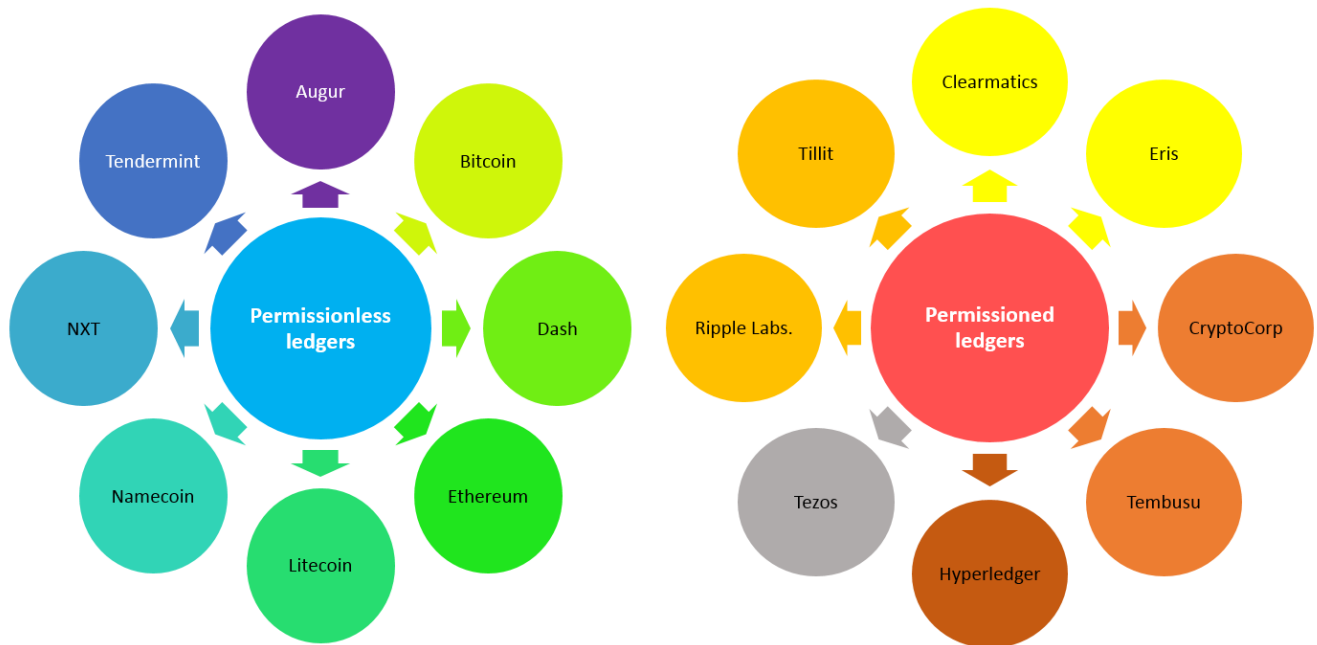 Permissionless
ledgers
Augur
Bitcoin
Dash
Ethereum
Litecoin
Namecoin
NXT
Tendermint
Permissioned
ledgers
Clearmatics
Eris
CryptoCorp
Tembusu
Hyperledger
Tezos
Ripple Labs.
Tillit